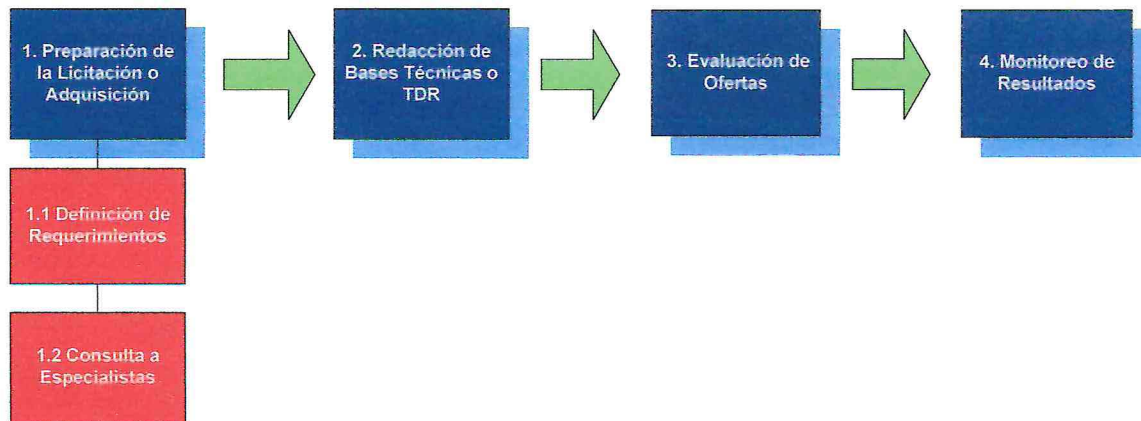 1. Preparación de
la Licitación o
Adquisición
2. Redacción de
Bases Técnicas o
TDR
3. Evaluación de
Ofertas
4. Monitoreo de
Resultados
1.1 Definición de
Requerimientos
1.2 Consulta a
Especialistas